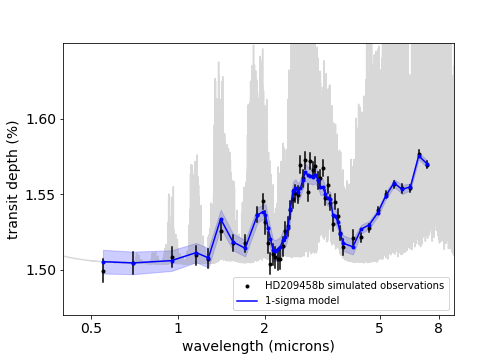 transit depth (%)
1.60
1.55
1.50
HD209458b simulated observations
1-sigma model
0.5 1 2 5 8
wavelength (microns)